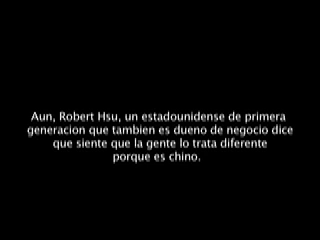 Aun, Robert Hsu, un estadounidense de primera
generacion que tambien es dueno de negocio dice
que siente que la gente lo trata diferente
porque es chino.